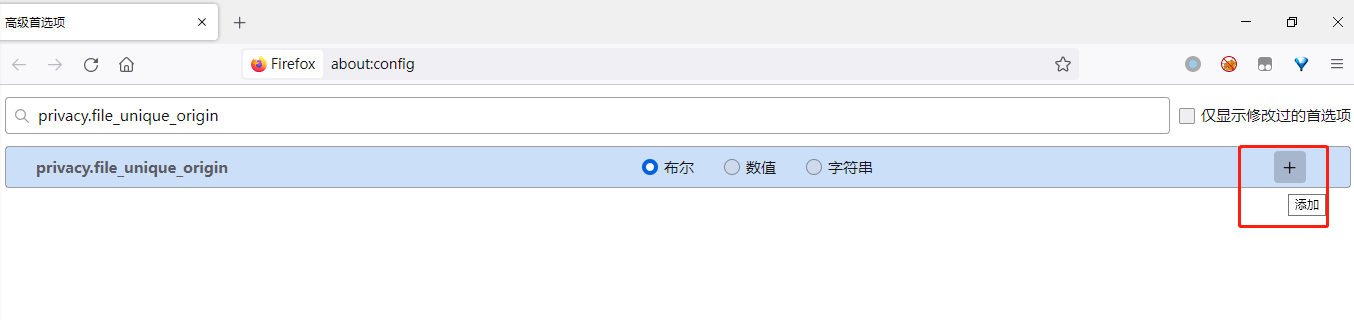 高级首选项
Firefox about:config
privacy.file_unique_origin 仅显示修改过的首选项
privacy.file_unique_origin 布尔 数值 字符串
添加